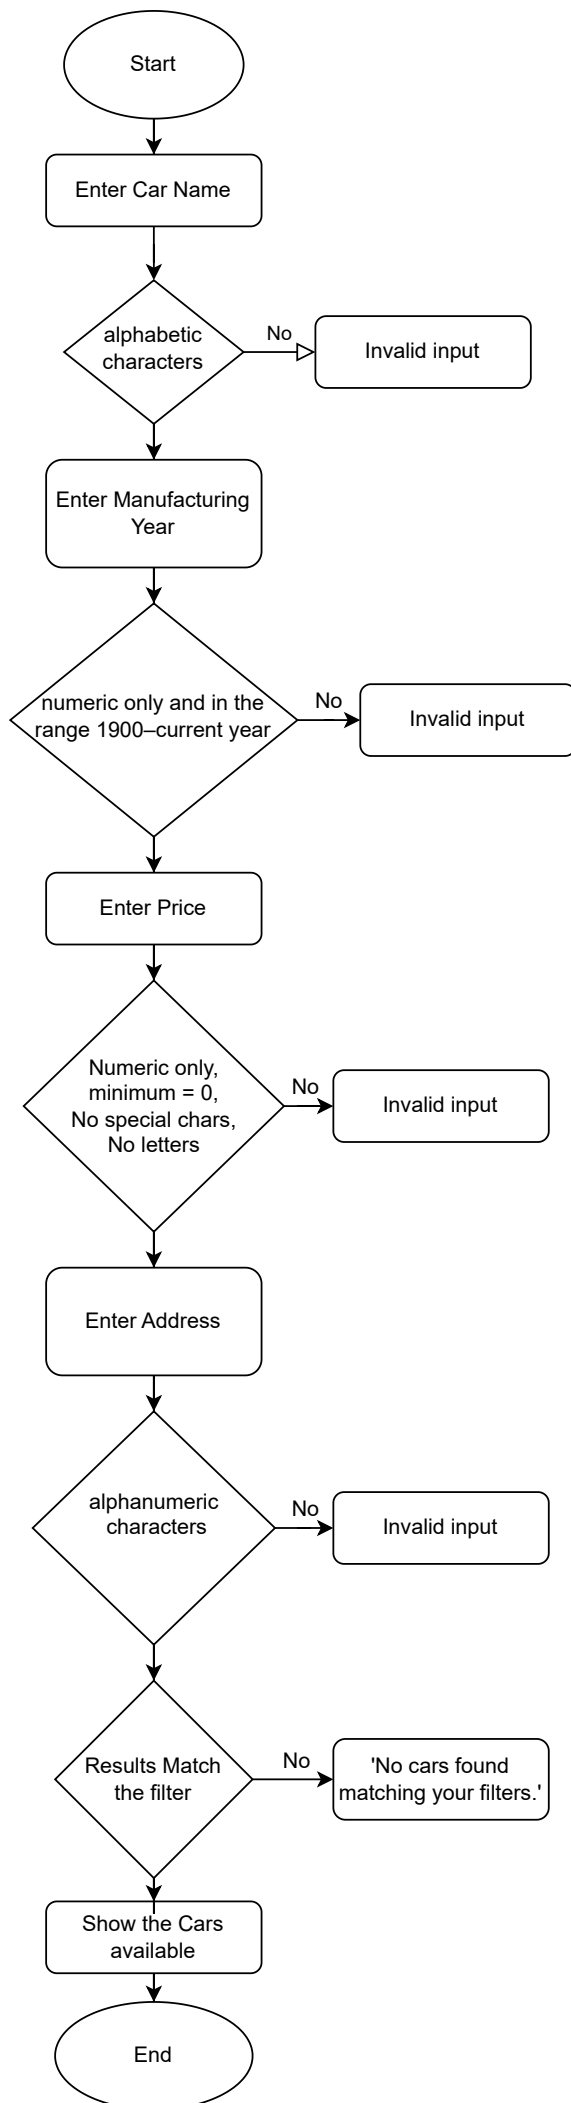 Start
Enter Car Name
alphabetic
characters
No
Invalid input
Enter Manufacturing
Year
numeric only and in the
range 1900–current year
No
Invalid input
Enter Price
Numeric only,
minimum = 0,
No special chars,
No letters
No
Invalid input
Enter Address
alphanumeric
characters
No
Invalid input
Results Match
the filter
No
'No cars found
matching your filters.'
Show the Cars
available
End